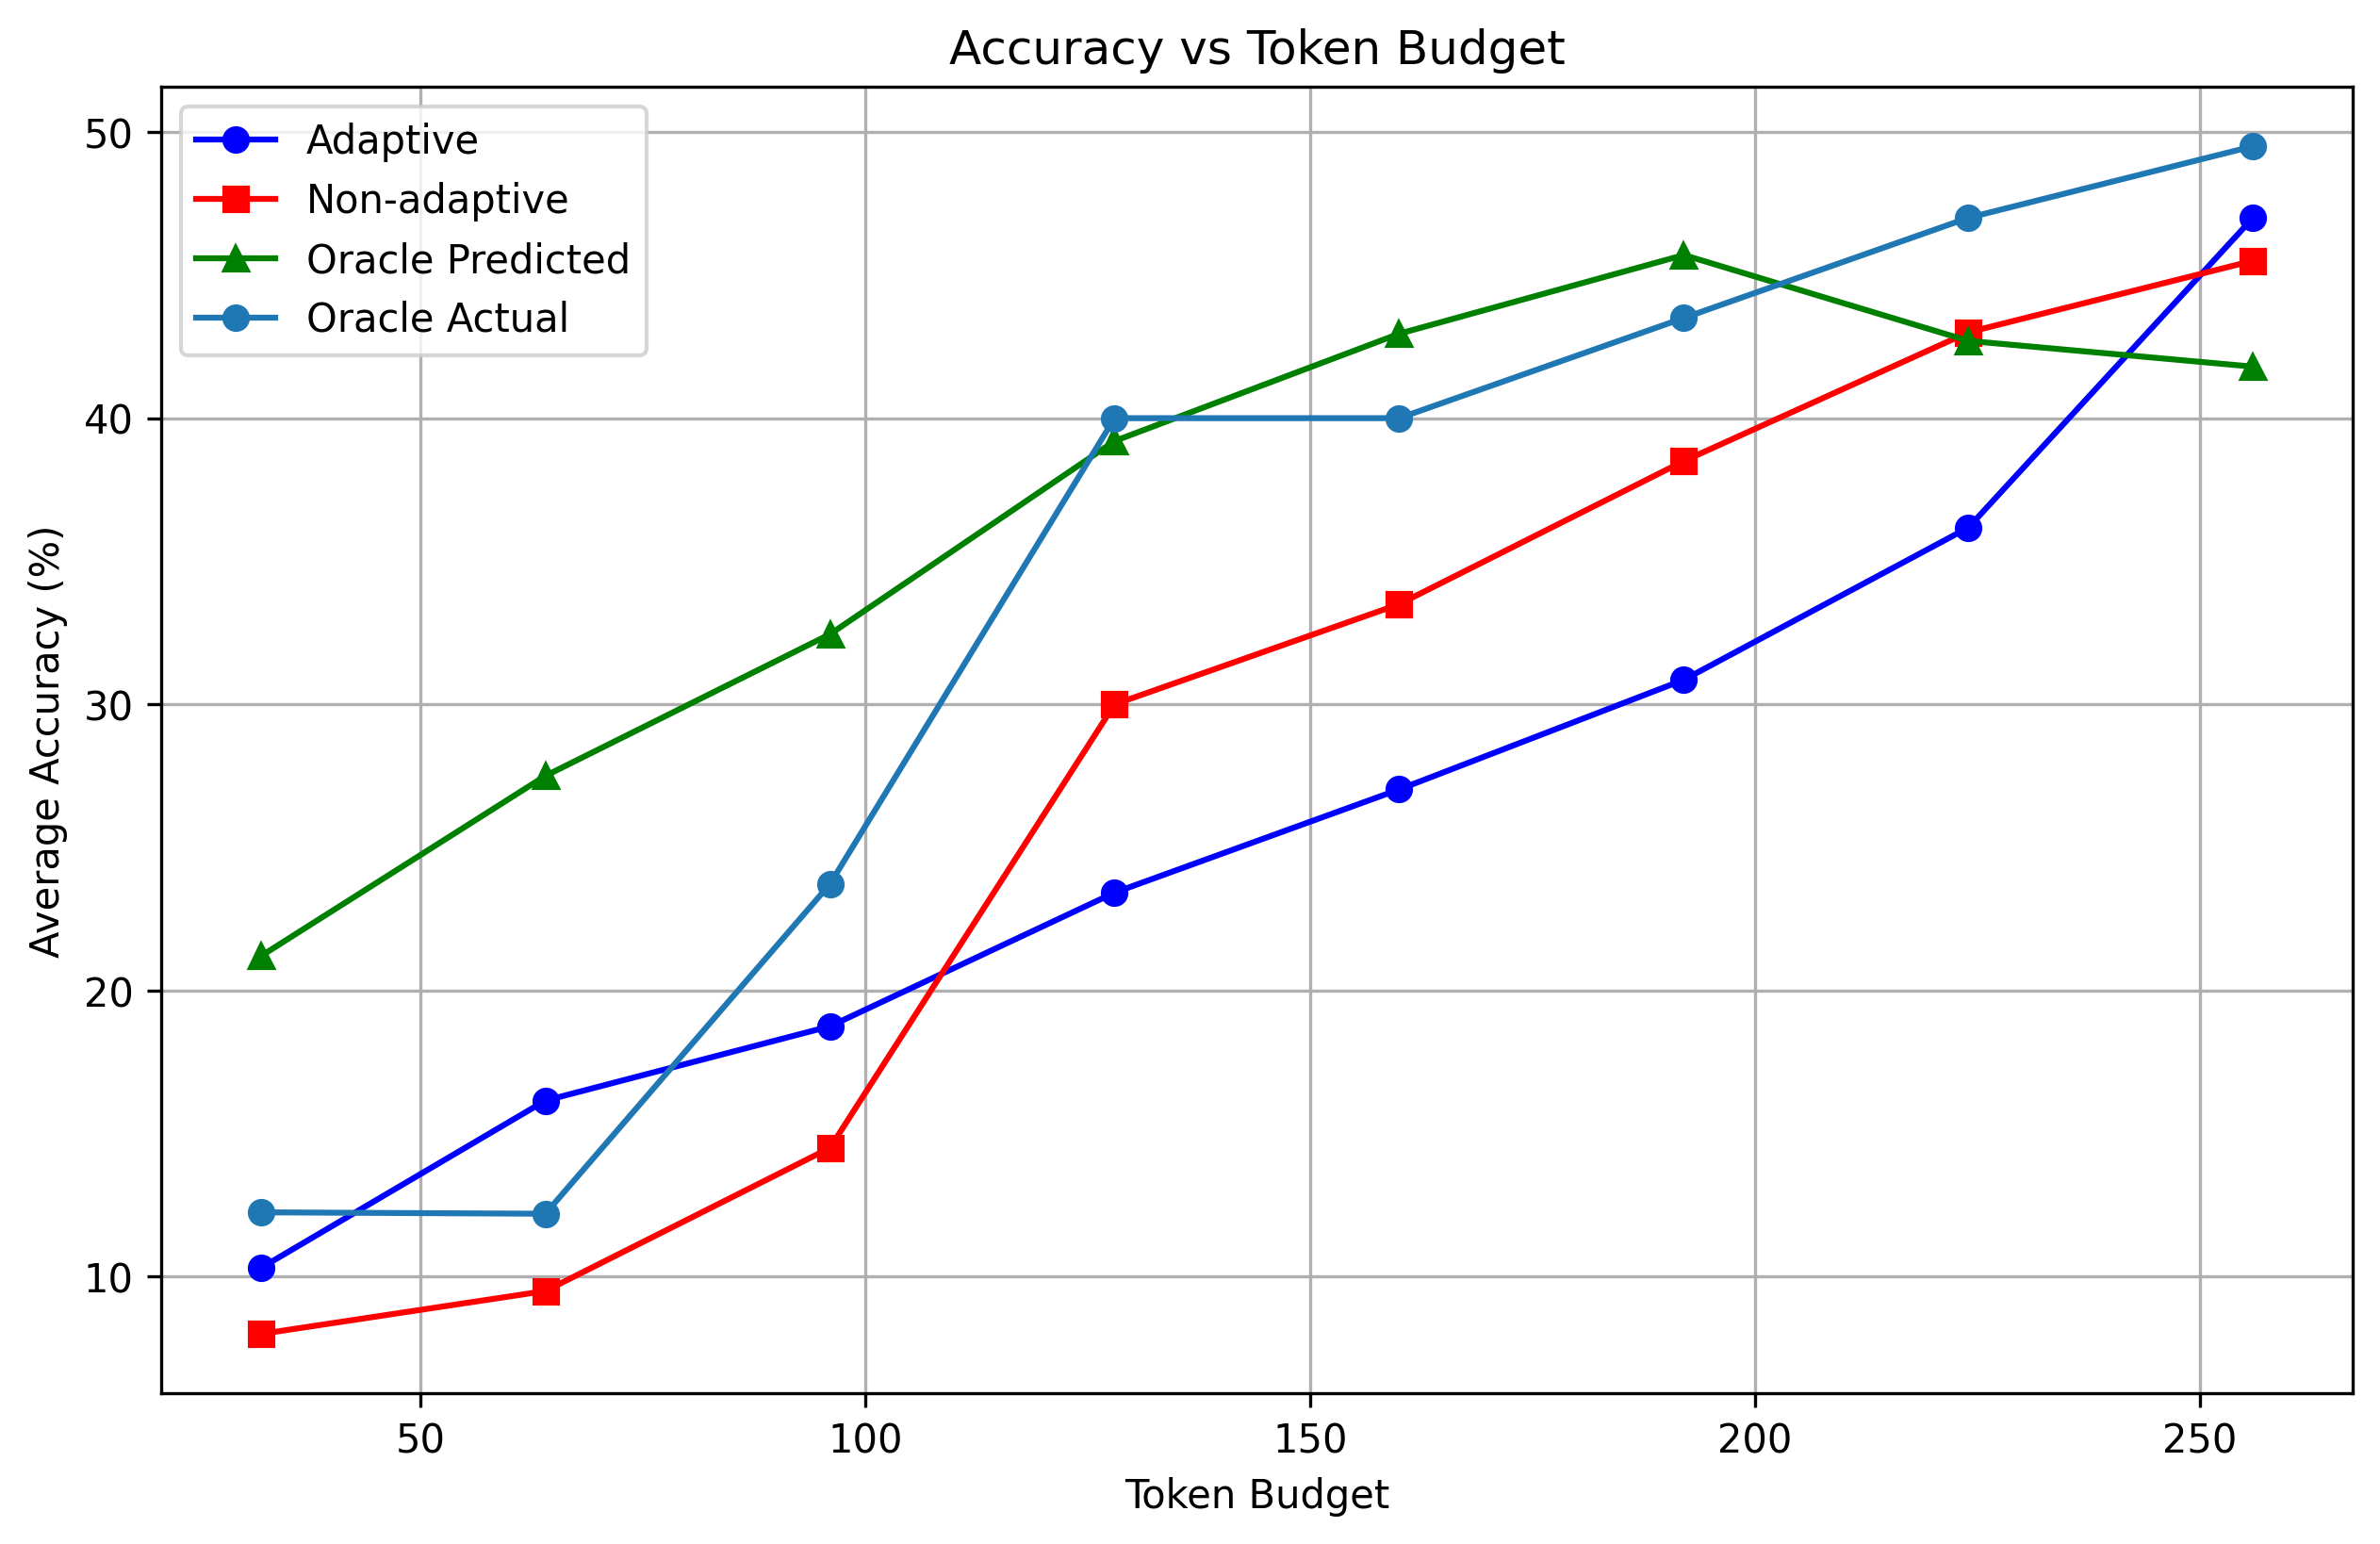 Accuracy vs Token Budget
Adaptive
Non-adaptive
Oracle Predicted
Oracle Actual
Average Accuracy (%)
50
40
30
20
10
50 100 150 200 250
Token Budget